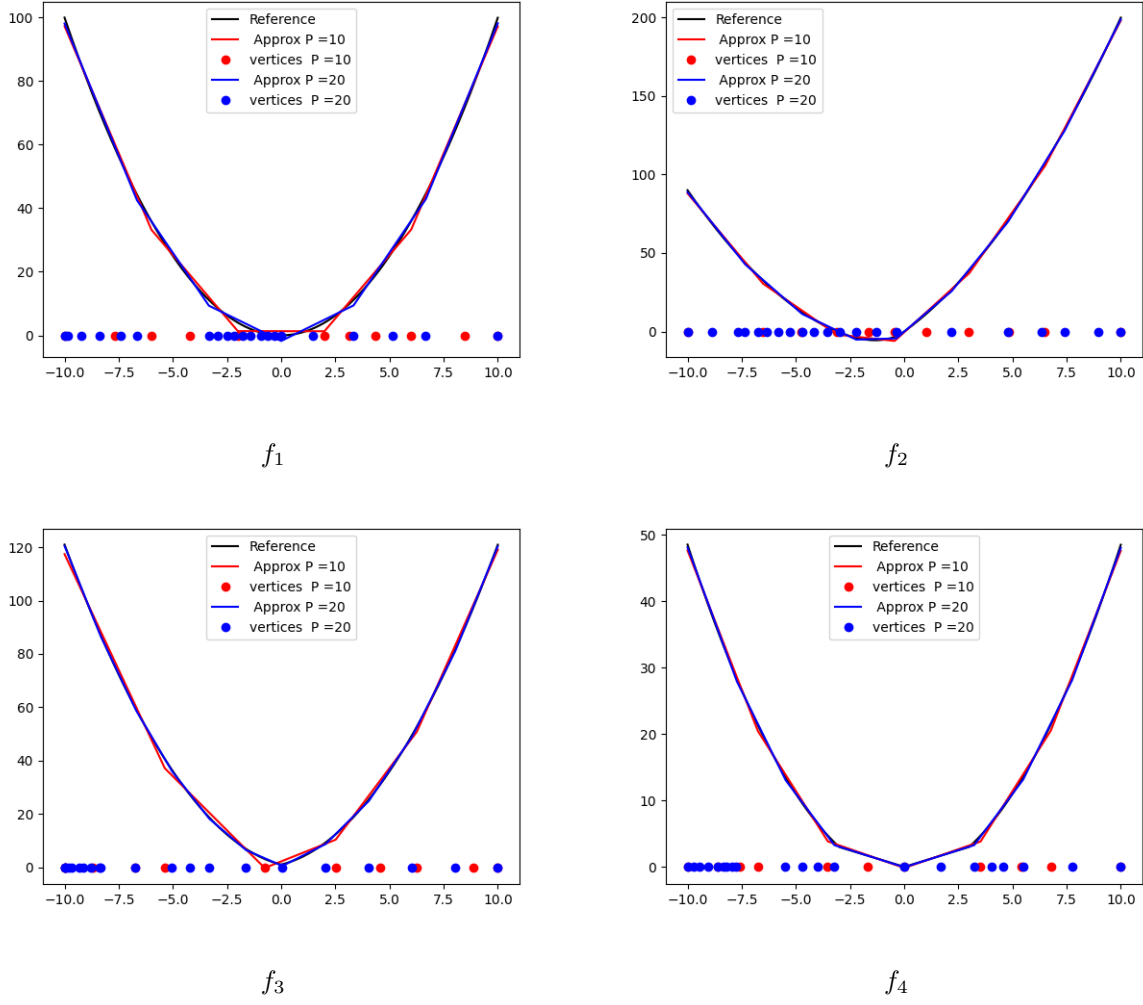 100
80
60
40
20
0
−10.0 −7.5 −5.0 −2.5 0.0 2.5 5.0 7.5 10.0
Reference
Approx P =10
vertices P =10
Approx P =20
vertices P =20
f1
200
150
100
50
0
−10.0 −7.5 −5.0 −2.5 0.0 2.5 5.0 7.5 10.0
Reference
Approx P =10
vertices P =10
Approx P =20
vertices P =20
f2
120
100
80
60
40
20
0
−10.0 −7.5 −5.0 −2.5 0.0 2.5 5.0 7.5 10.0
Reference
Approx P =10
vertices P =10
Approx P =20
vertices P =20
f3
50
40
30
20
10
0
−10.0 −7.5 −5.0 −2.5 0.0 2.5 5.0 7.5 10.0
Reference
Approx P =10
vertices P =10
Approx P =20
vertices P =20
f4